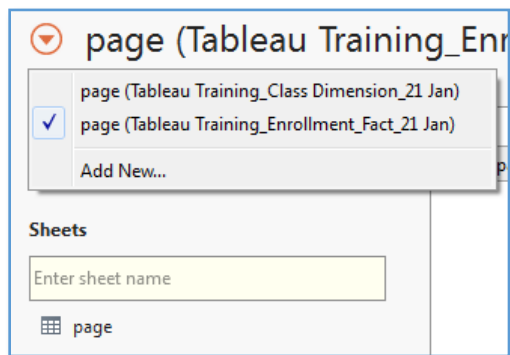 page (Tableau Training_Enr
page (Tableau Training_Class Dimension_21 Jan)
page (Tableau Training_Enrollment_Fact_21 Jan)
Add New...
p
Sheets
Enter sheet name
page